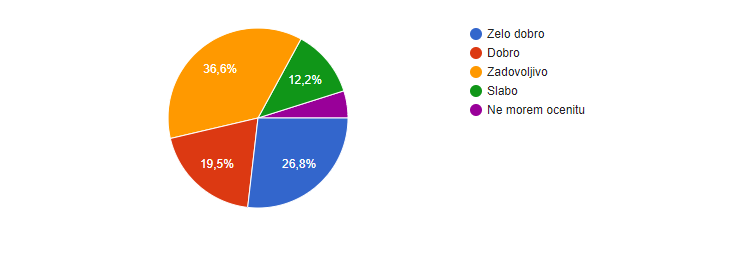 36,6%
12,2%
19,5%
26,8%
Zelo dobro
Dobro
Zadovoljivo
Slabo
Ne morem ocenitu